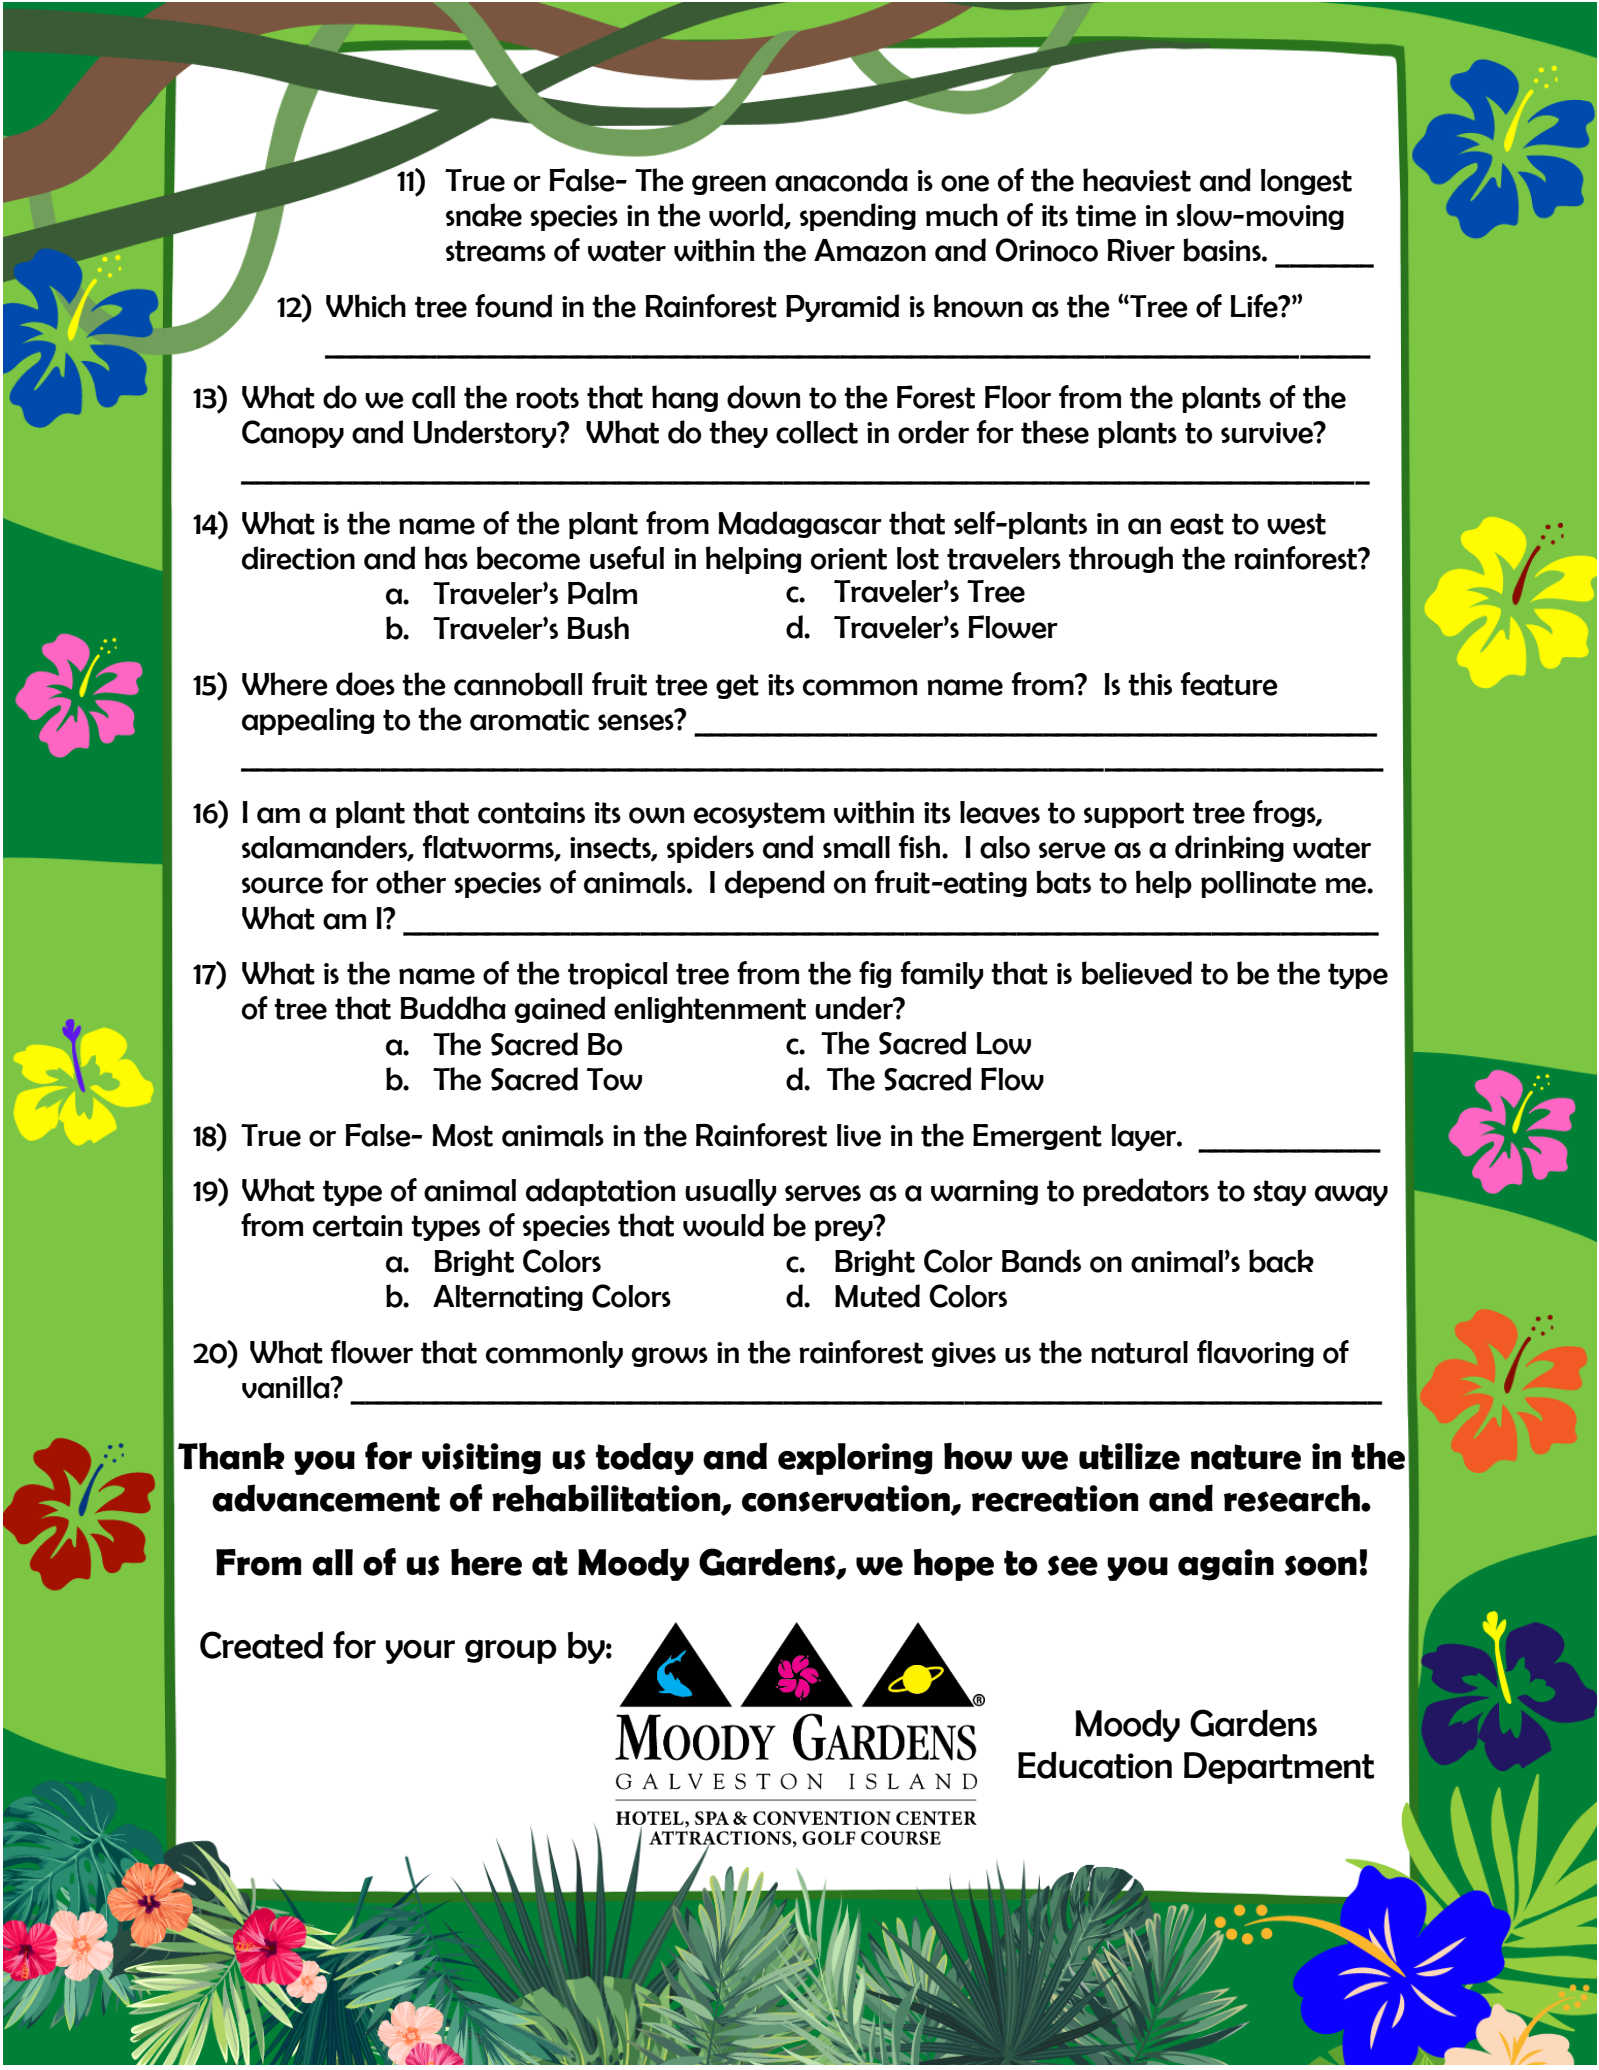 11) True or False- The green anaconda is one of the heaviest and longest
snake species in the world, spending much of its time in slow-moving
streams of water within the Amazon and Orinoco River basins. _______
12) Which tree found in the Rainforest Pyramid is known as the “Tree of Life?”
___________________________________________________________________________
13) What do we call the roots that hang down to the Forest Floor from the plants of the
Canopy and Understory? What do they collect in order for these plants to survive?
_________________________________________________________________________________
14) What is the name of the plant from Madagascar that self-plants in an east to west
direction and has become useful in helping orient lost travelers through the rainforest?
a. Traveler’s Palm c. Traveler’s Tree
b. Traveler’s Bush d. Traveler’s Flower
15) Where does the cannoball fruit tree get its common name from? Is this feature
appealing to the aromatic senses? _________________________________________________
__________________________________________________________________________________
16) I am a plant that contains its own ecosystem within its leaves to support tree frogs,
salamanders, flatworms, insects, spiders and small fish. I also serve as a drinking water
source for other species of animals. I depend on fruit-eating bats to help pollinate me.
What am I? ______________________________________________________________________
17) What is the name of the tropical tree from the fig family that is believed to be the type
of tree that Buddha gained enlightenment under?
a. The Sacred Bo c. The Sacred Low
b. The Sacred Tow d. The Sacred Flow
18) True or False- Most animals in the Rainforest live in the Emergent layer. _____________
19) What type of animal adaptation usually serves as a warning to predators to stay away
from certain types of species that would be prey?
a. Bright Colors c. Bright Color Bands on animal’s back
b. Alternating Colors d. Muted Colors
20) What flower that commonly grows in the rainforest gives us the natural flavoring of
vanilla? __________________________________________________________________________
Thank you for visiting us today and exploring how we utilize nature in the
advancement of rehabilitation, conservation, recreation and research.
From all of us here at Moody Gardens, we hope to see you again soon!
Created for your group by:
®
MOODY GARDENS
GALVESTON ISLAND
HOTEL, SPA & CONVENTION CENTER
ATTRACTIONS, GOLF COURSE
Moody Gardens
Education Department